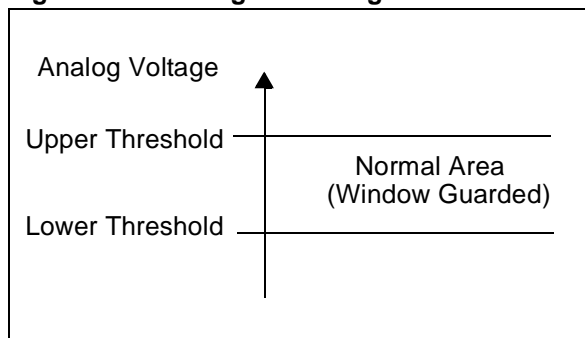 Analog Voltage
Upper Threshold
Normal Area
(Window Guarded)
Lower Threshold